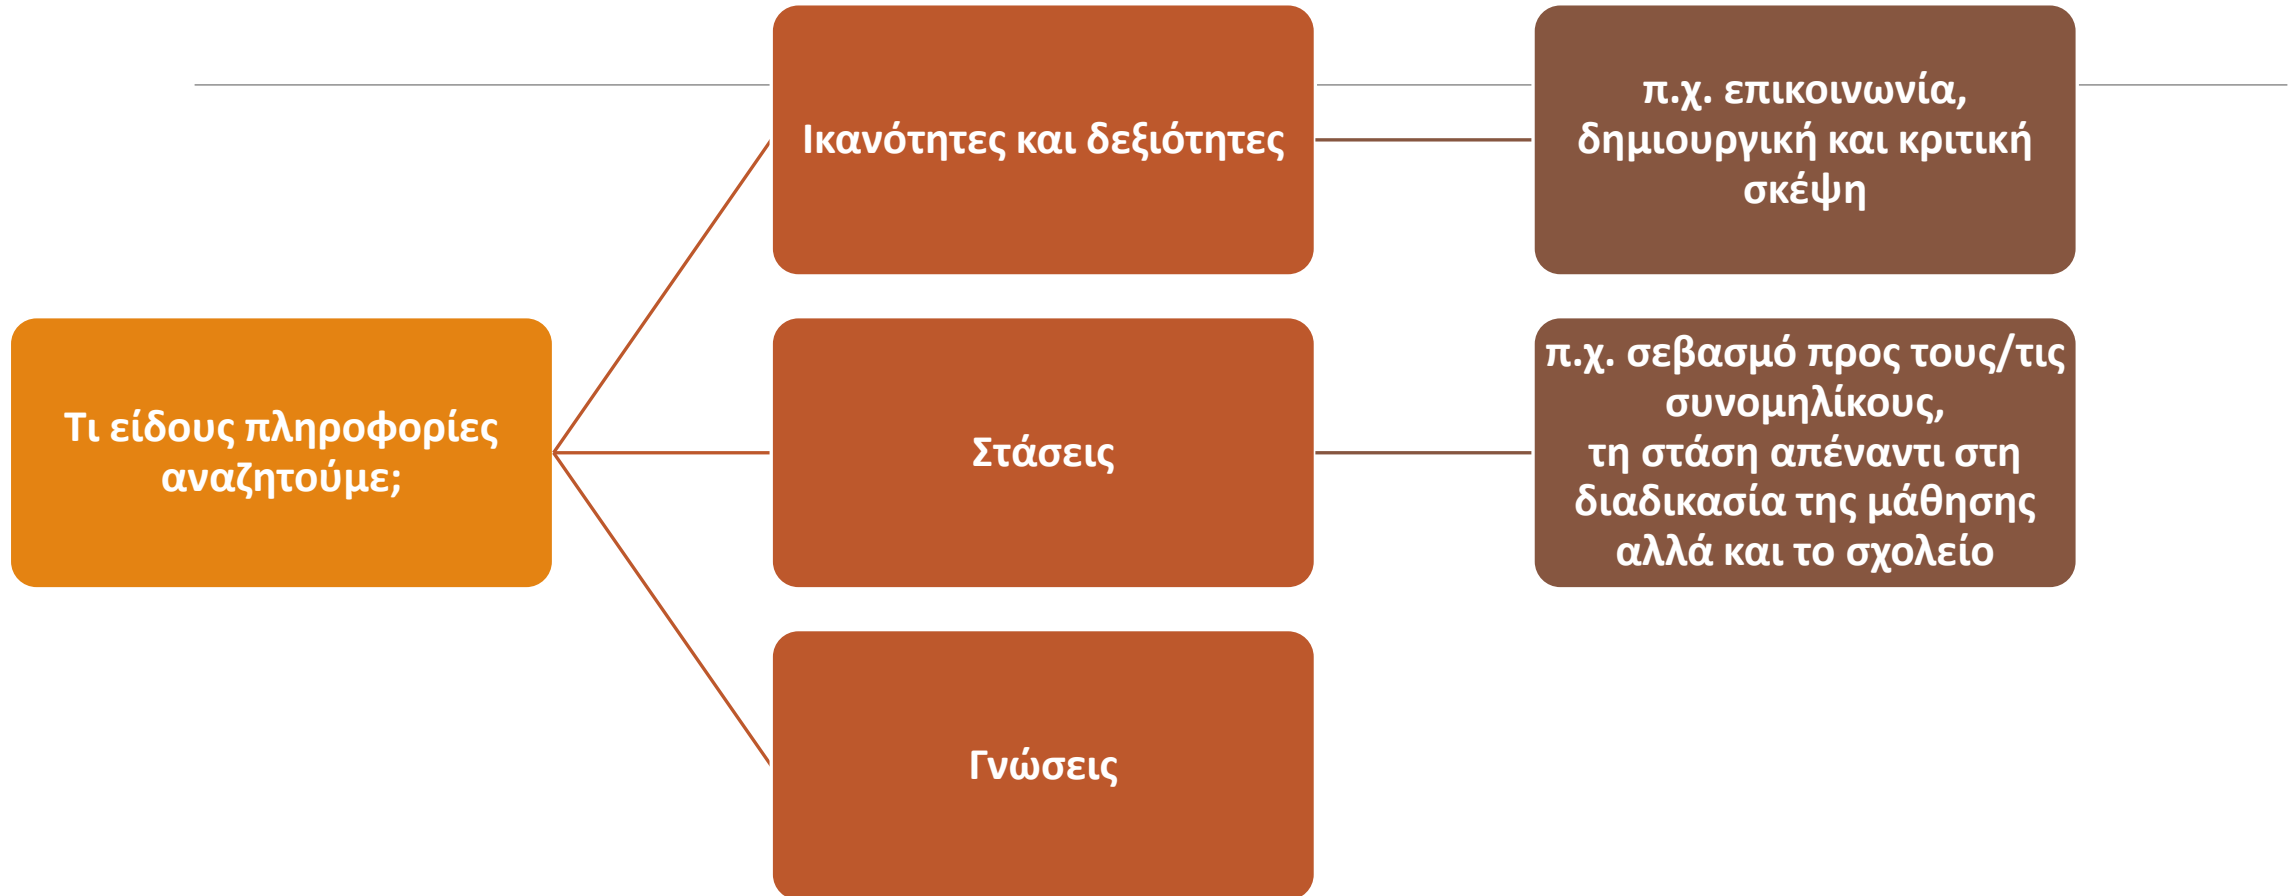 Τι είδους πληροφορίες
αναζητούμε;
Ικανότητες και δεξιότητες
π.χ. επικοινωνία,
δημιουργική και κριτική
σκέψη
Στάσεις
π.χ. σεβασμό προς τους/τις
συνομηλίκους,
τη στάση απέναντι στη
διαδικασία της μάθησης
αλλά και το σχολείο
Γνώσεις